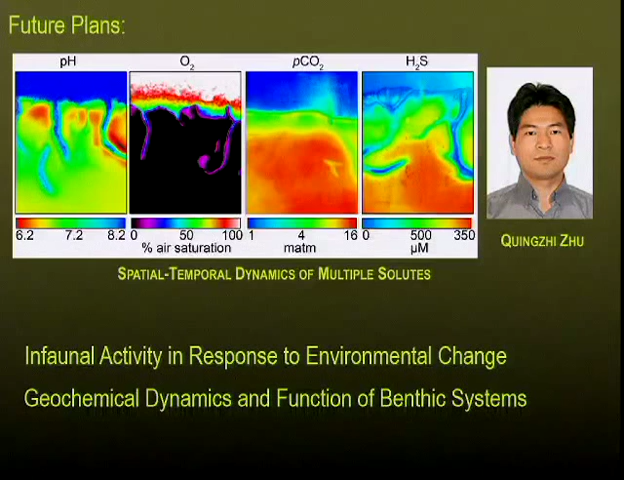 Future Plans:
pH O₂ pCO₂ H₂S
6.2 7.2 8.2 0 50 100 1 4 16 0 500 350
% air saturation matm µM
QUINGZHI ZHU
SPATIAL-TEMPORAL DYNAMICS OF MULTIPLE SOLUTES
Infaunal Activity in Response to Environmental Change
Geochemical Dynamics and Function of Benthic Systems